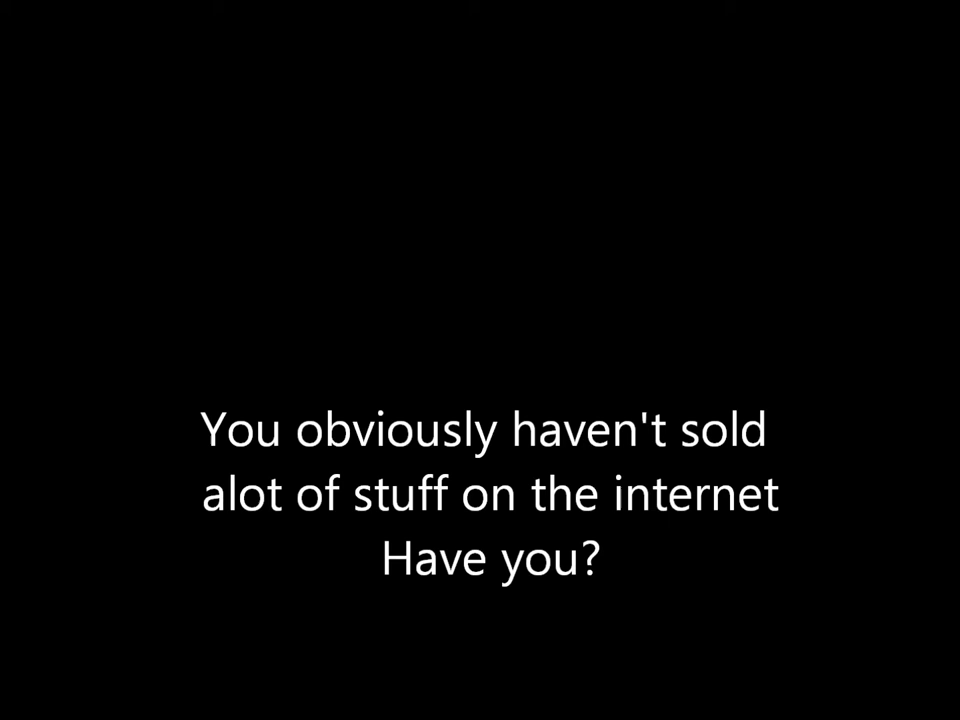 You obviously haven't sold
alot of stuff on the internet
Have you?